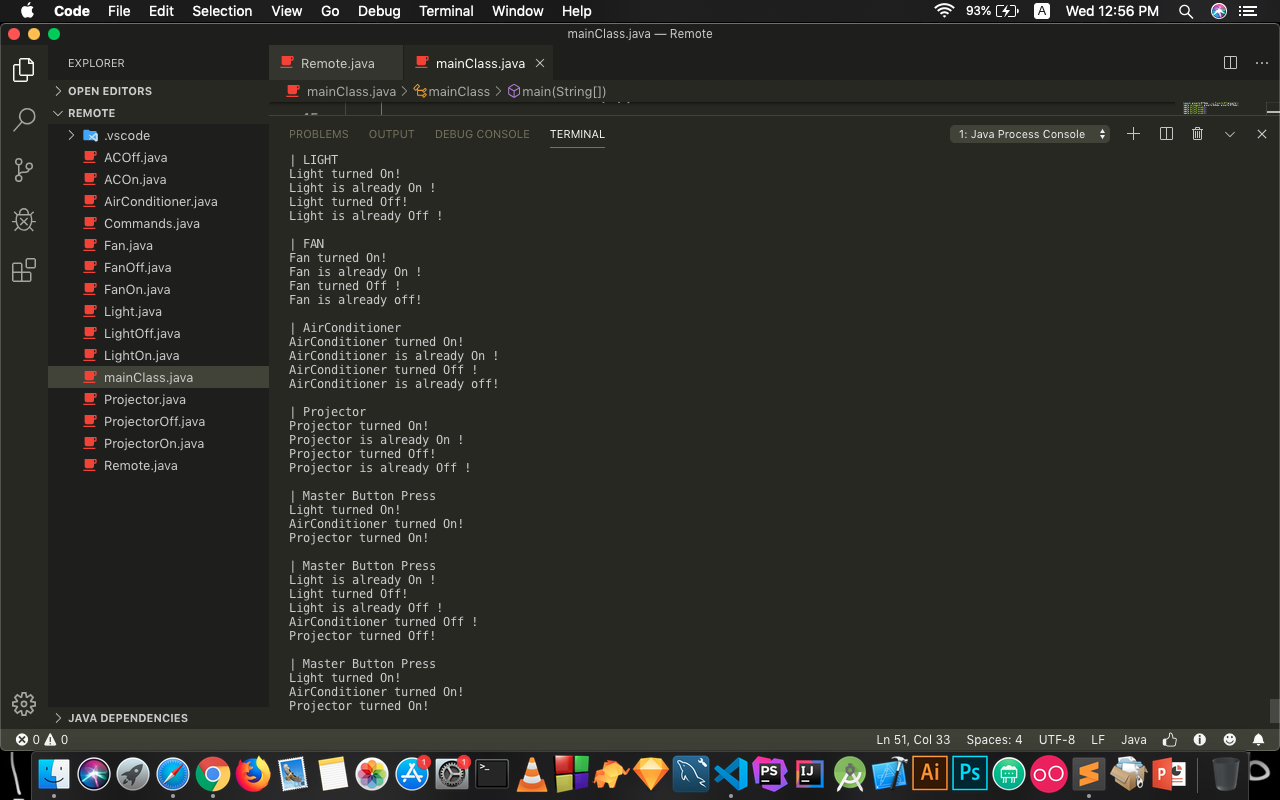 Code File Edit Selection View Go Debug Terminal Window Help 93% A Wed 12:56 PM
mainClass.java — Remote
EXPLORER
Remote.java
mainClass.java
OPEN EDITORS
mainClass.java > mainClass > main(String[])
REMOTE
.vscode
ACOff.java
ACOn.java
AirConditioner.java
Commands.java
Fan.java
FanOff.java
FanOn.java
Light.java
LightOff.java
LightOn.java
mainClass.java
Projector.java
ProjectorOff.java
ProjectorOn.java
Remote.java
JAVA DEPENDENCIES
PROBLEMS OUTPUT DEBUG CONSOLE TERMINAL 1: Java Process Console
| LIGHT
Light turned On!
Light is already On !
Light turned Off!
Light is already Off !
| FAN
Fan turned On!
Fan is already On !
Fan turned Off !
Fan is already off!
| AirConditioner
AirConditioner turned On!
AirConditioner is already On !
AirConditioner turned Off !
AirConditioner is already off!
| Projector
Projector turned On!
Projector is already On !
Projector turned Off!
Projector is already Off !
| Master Button Press
Light turned On!
AirConditioner turned On!
Projector turned On!
| Master Button Press
Light is already On !
Light turned Off!
Light is already Off !
AirConditioner turned Off !
Projector turned Off!
| Master Button Press
Light turned On!
AirConditioner turned On!
Projector turned On!
0 0 Ln 51, Col 33 Spaces: 4 UTF-8 LF Java
1 1 PS IJ Ai Ps P